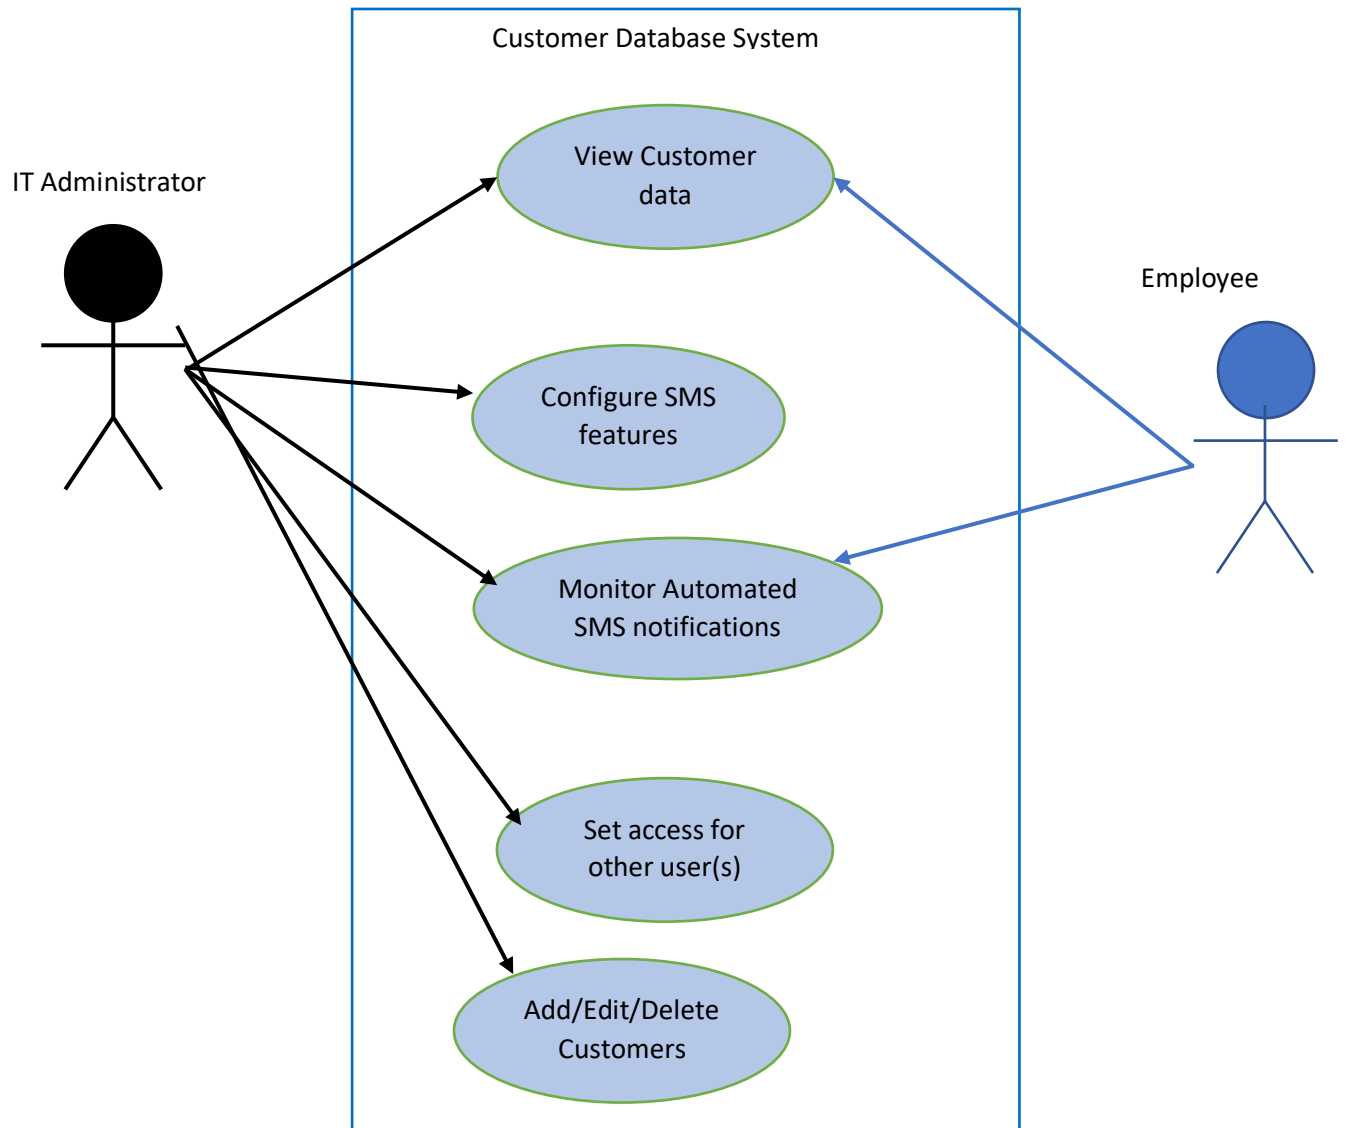 Customer Database System
View Customer
data
IT Administrator
Employee
Configure SMS
features
Monitor Automated
SMS notifications
Set access for
other user(s)
Add/Edit/Delete
Customers